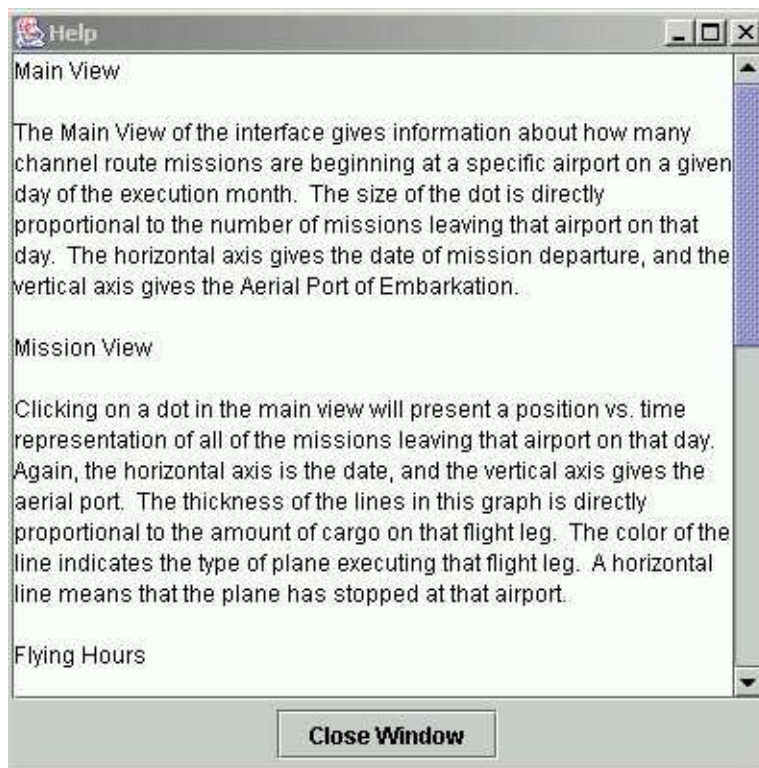 Help
Main View
The Main View of the interface gives information about how many
channel route missions are beginning at a specific airport on a given
day of the execution month.  The size of the dot is directly
proportional to the number of missions leaving that airport on that
day.  The horizontal axis gives the date of mission departure, and the
vertical axis gives the Aerial Port of Embarkation.
Mission View
Clicking on a dot in the main view will present a position vs. time
representation of all of the missions leaving that airport on that day.
Again, the horizontal axis is the date, and the vertical axis gives the
aerial port.  The thickness of the lines in this graph is directly
proportional to the amount of cargo on that flight leg.  The color of the
line indicates the type of plane executing that flight leg.  A horizontal
line means that the plane has stopped at that airport.
Flying Hours
Close Window